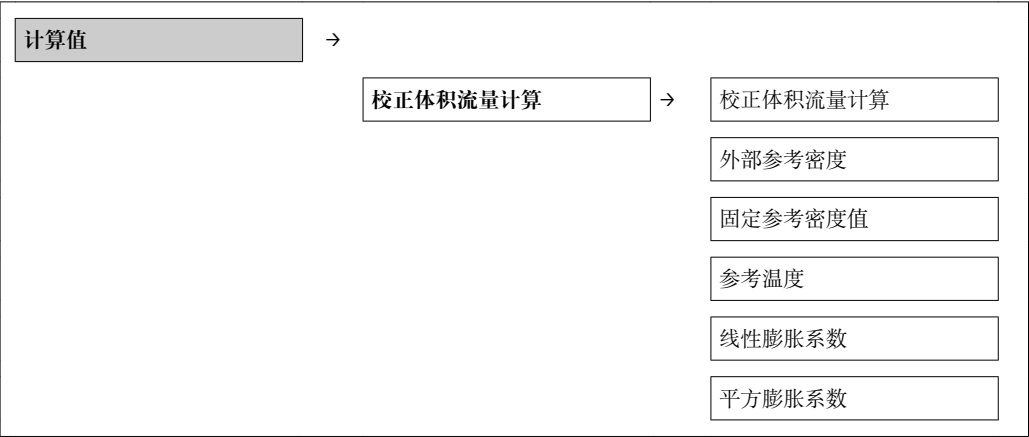 计算值 →
校正体积流量计算 → 校正体积流量计算
外部参考密度
固定参考密度值
参考温度
线性膨胀系数
平方膨胀系数